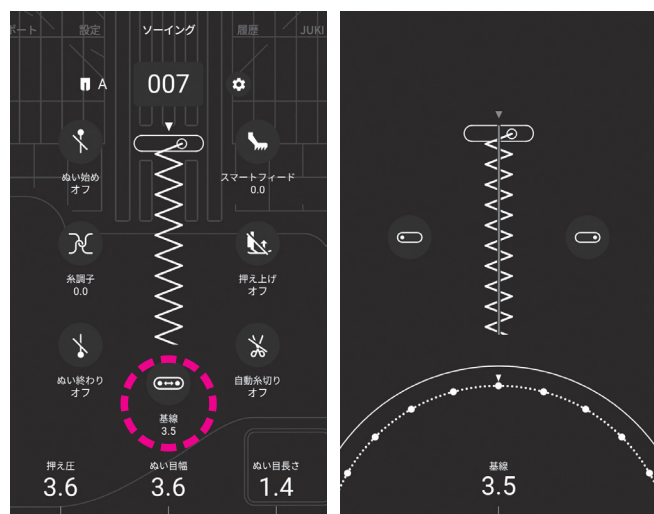 ポート 設定 ソーイング 履歴 JUKI
A 007
ぬい始め
オフ
スマートフィード
0.0
糸調子
0.0
押え上げ
オフ
ぬい終わり
オフ
自動糸切り
オフ
基線
3.5
押え圧
3.6
ぬい目幅
3.6
ぬい目長さ
1.4
基線
3.5